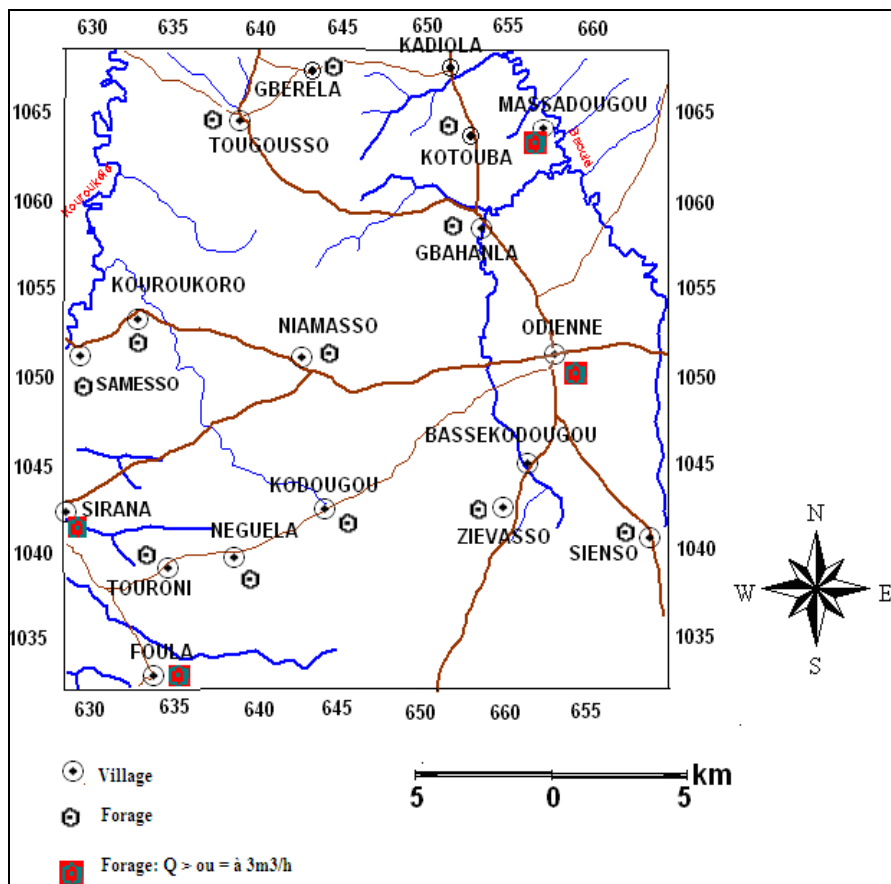 630 635 640 645 650 655 660
KADIOLA
GBERELA
1065 MASSADOUGOU 1065
TOUGOUSSO KOTOUBA
Baoulé
Kouroukoro
1060 1060
GBAHANLA
1055 KOUROUKORO 1055
NIAMASSO ODIENNE
1050 SAMESSO 1050
BASSEKODOUGOU
1045 KODOUGOU 1045
SIRANA NEGUELA
ZIEVASSO SIENSO
1040 1040
TOURONI
1035 1035
FOULA
630 635 640 645 650 660 655
N
W E
S
Village
Forage
Forage: Q > ou = à 3m3/h
km
5 0 5